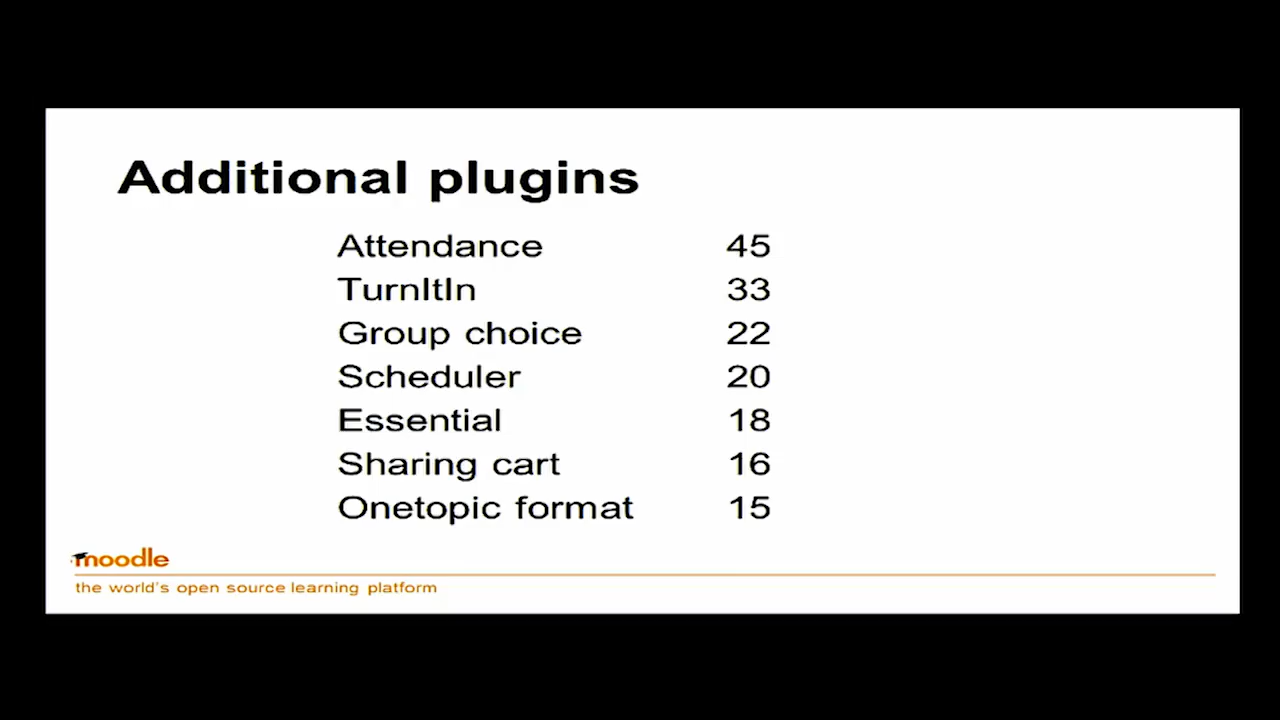 Additional plugins
Attendance 45
TurnItIn 33
Group choice 22
Scheduler 20
Essential 18
Sharing cart 16
Onetopic format 15
moodle
the world's open source learning platform